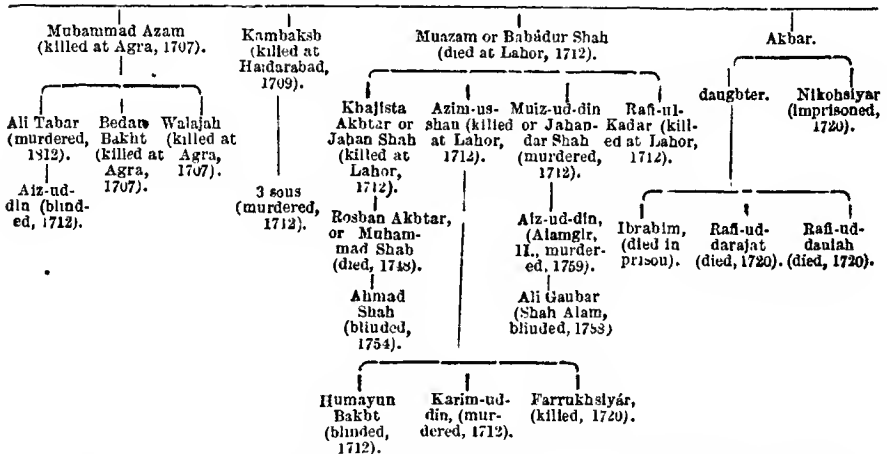 Muhammad Azam
(killed at Agra, 1707).
Kambaksh
(killed at
Haidarabad,
1709).
Muazam or Bahádur Shah
(died at Lahor, 1712).
Akbar.
Ali Tabar
(murdered,
1812).
Bedar
Bakht
(killed at
Agra,
1707).
Walajah
(killed at
Agra,
1707).
Aiz-ud-
din (blind-
ed, 1712).
3 sons
(murdered,
1712).
Khajista
Akhtar or
Jahan Shah
(killed at
Lahor,
1712).
Azim-us-
shan (killed
at Lahor,
1712).
Muiz-ud-din
or Jahan-
dar Shah
(murdered,
1712).
Rafi-ul-
Kadar (kill-
ed at Lahor,
1712).
daughter.
Nikohsiyar
(imprisoned,
1720).
Roshan Akhtar,
or Muham-
mad Shah
(died, 1748).
Ahmad
Shah
(blinded,
1754).
Aiz-ud-din,
(Alamgir,
II., murder-
ed, 1759).
Ali Gauhar
(Shah Alam,
blinded, 1788)
Ibrahim,
(died in
prison).
Rafi-ud-
darajat
(died, 1720).
Rafi-ud-
daulah
(died, 1720).
Humayun
Bakht
(blinded,
1712).
Karim-ud-
din, (mur-
dered, 1712).
Farrukhsiyár,
(killed, 1720).